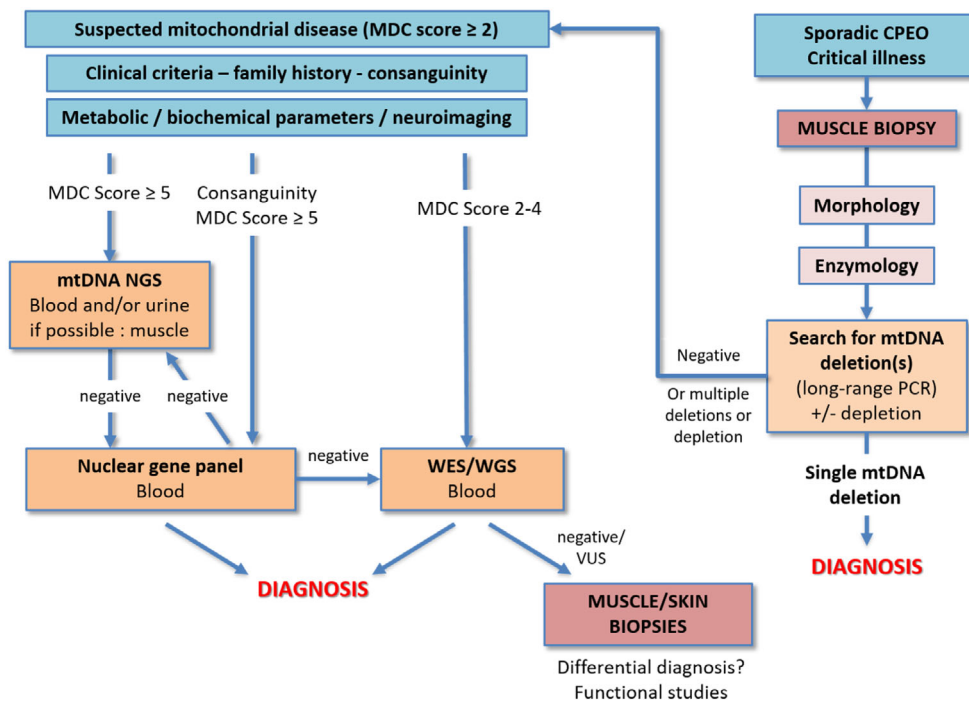 Suspected mitochondrial disease (MDC score ≥ 2)
Clinical criteria – family history - consanguinity
Metabolic / biochemical parameters / neuroimaging
MDC Score ≥ 5
Consanguinity
MDC Score ≥ 5
MDC Score 2-4
mtDNA NGS
Blood and/or urine
if possible : muscle
negative
negative
Nuclear gene panel
Blood
negative
WES/WGS
Blood
DIAGNOSIS
negative/
VUS
MUSCLE/SKIN
BIOPSIES
Differential diagnosis?
Functional studies
Sporadic CPEO
Critical illness
MUSCLE BIOPSY
Morphology
Enzymology
Search for mtDNA
deletion(s)
(long-range PCR)
+/- depletion
Negative
Or multiple
deletions or
depletion
Single mtDNA
deletion
DIAGNOSIS